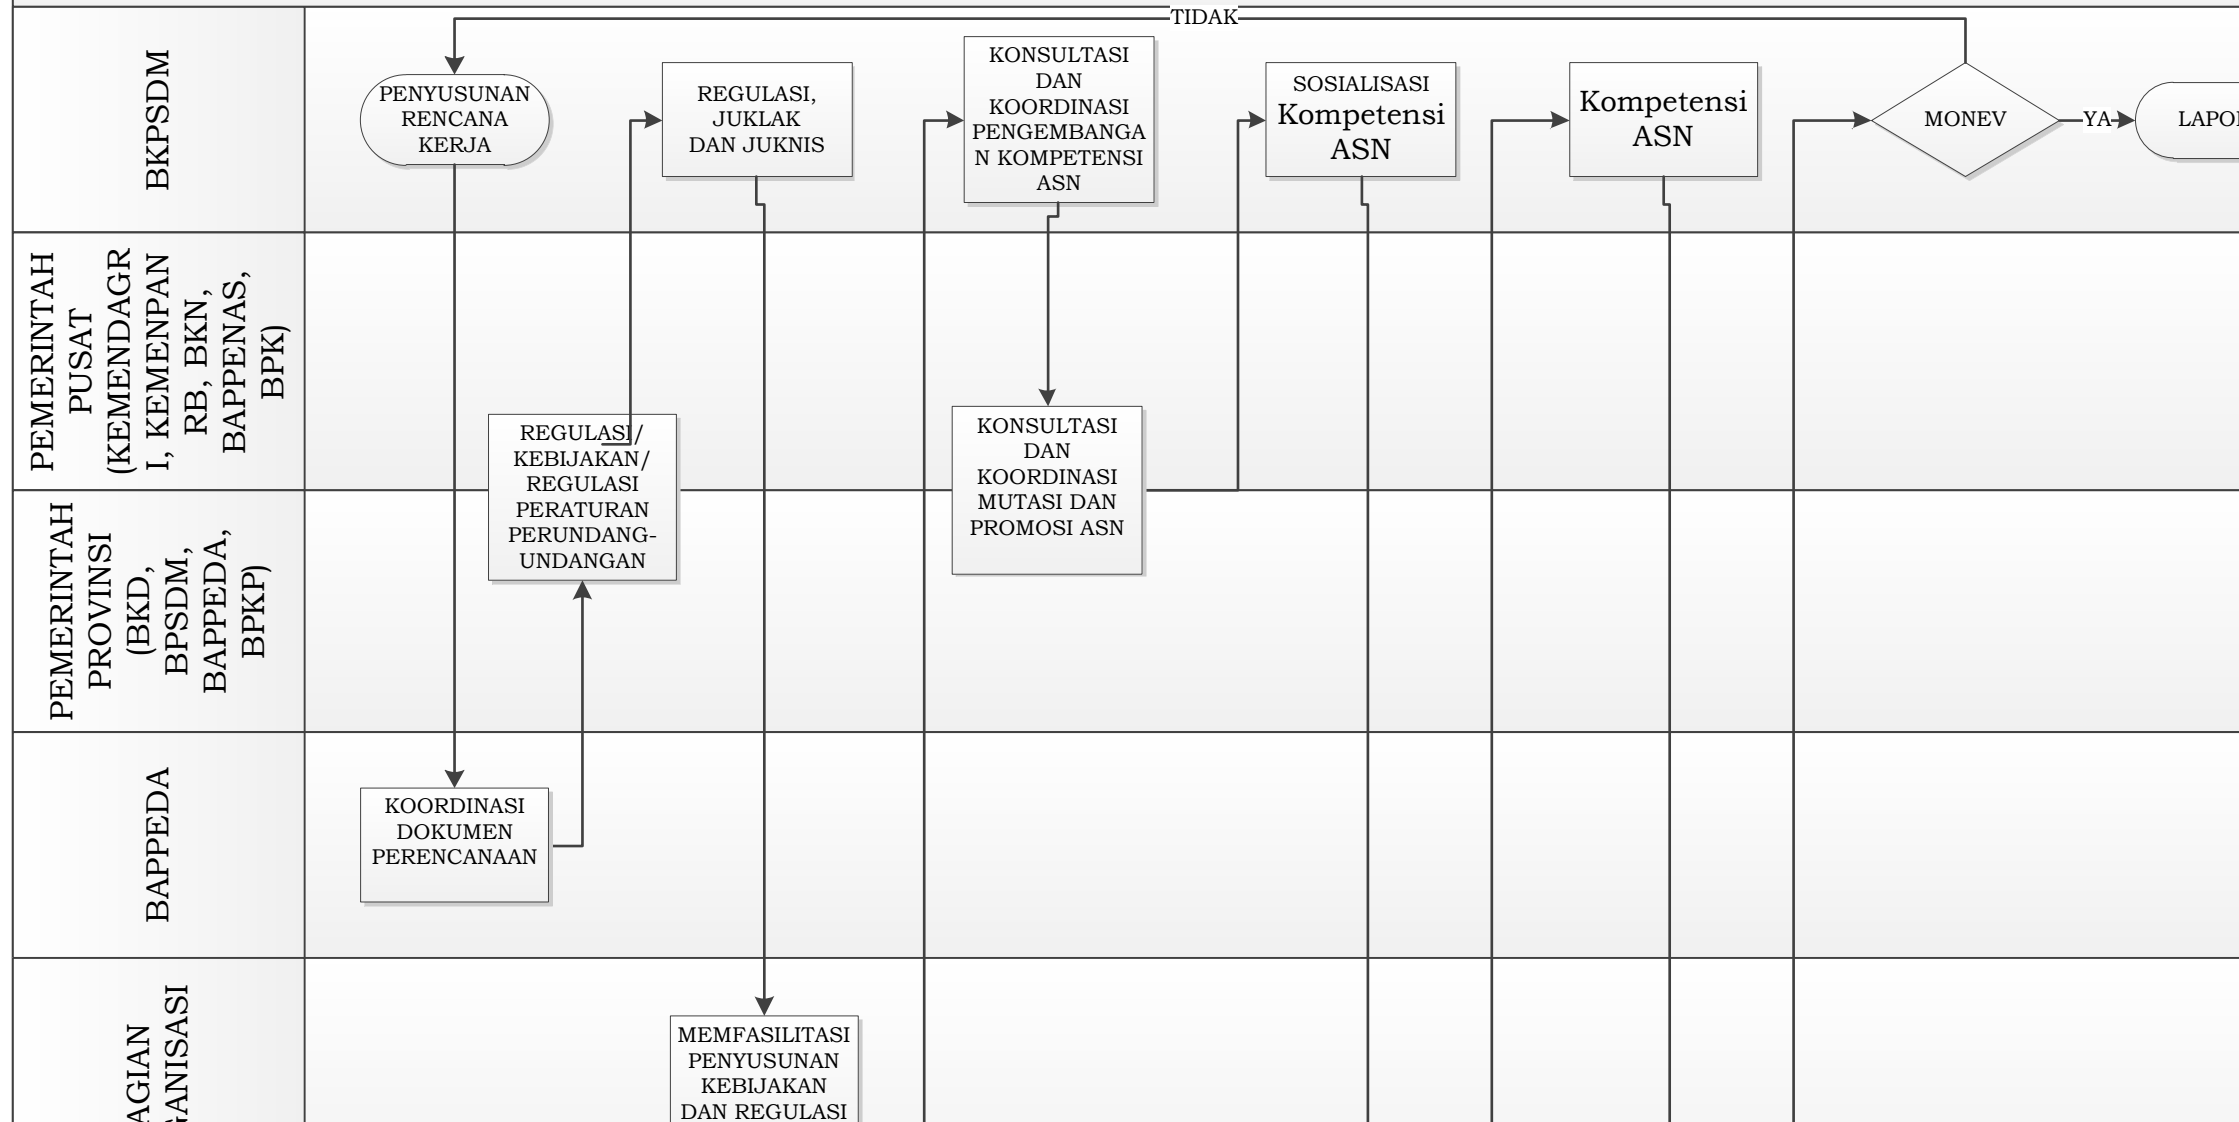 TIDAK
BKPSDM
PENYUSUNAN
RENCANA
KERJA
REGULASI,
JUKLAK
DAN JUKNIS
KONSULTASI
DAN
KOORDINASI
PENGEMBANGA
N KOMPETENSI
ASN
SOSIALISASI
Kompetensi
ASN
Kompetensi
ASN
MONEV
YA
LAPO
PEMERINTAH
PUSAT
(KEMENDAGR
I, KEMENPAN
RB, BKN,
BAPPENAS,
BPK)
REGULASI/
KEBIJAKAN/
REGULASI
PERATURAN
PERUNDANG-
UNDANGAN
KONSULTASI
DAN
KOORDINASI
MUTASI DAN
PROMOSI ASN
PEMERINTAH
PROVINSI
(BKD,
BPSDM,
BAPPEDA,
BPKP)
BAPPEDA
KOORDINASI
DOKUMEN
PERENCANAAN
AGIAN
GANISASI
MEMFASILITASI
PENYUSUNAN
KEBIJAKAN
DAN REGULASI